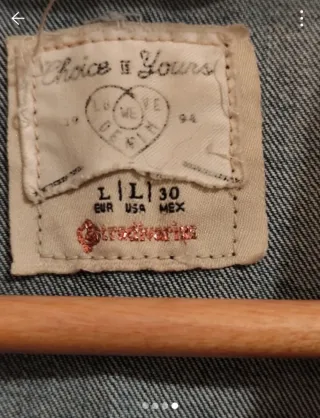 Choice is Yours!
LOVE
WE
19 94
DENIM
L | L | 30
EUR USA MEX
Stradivarius